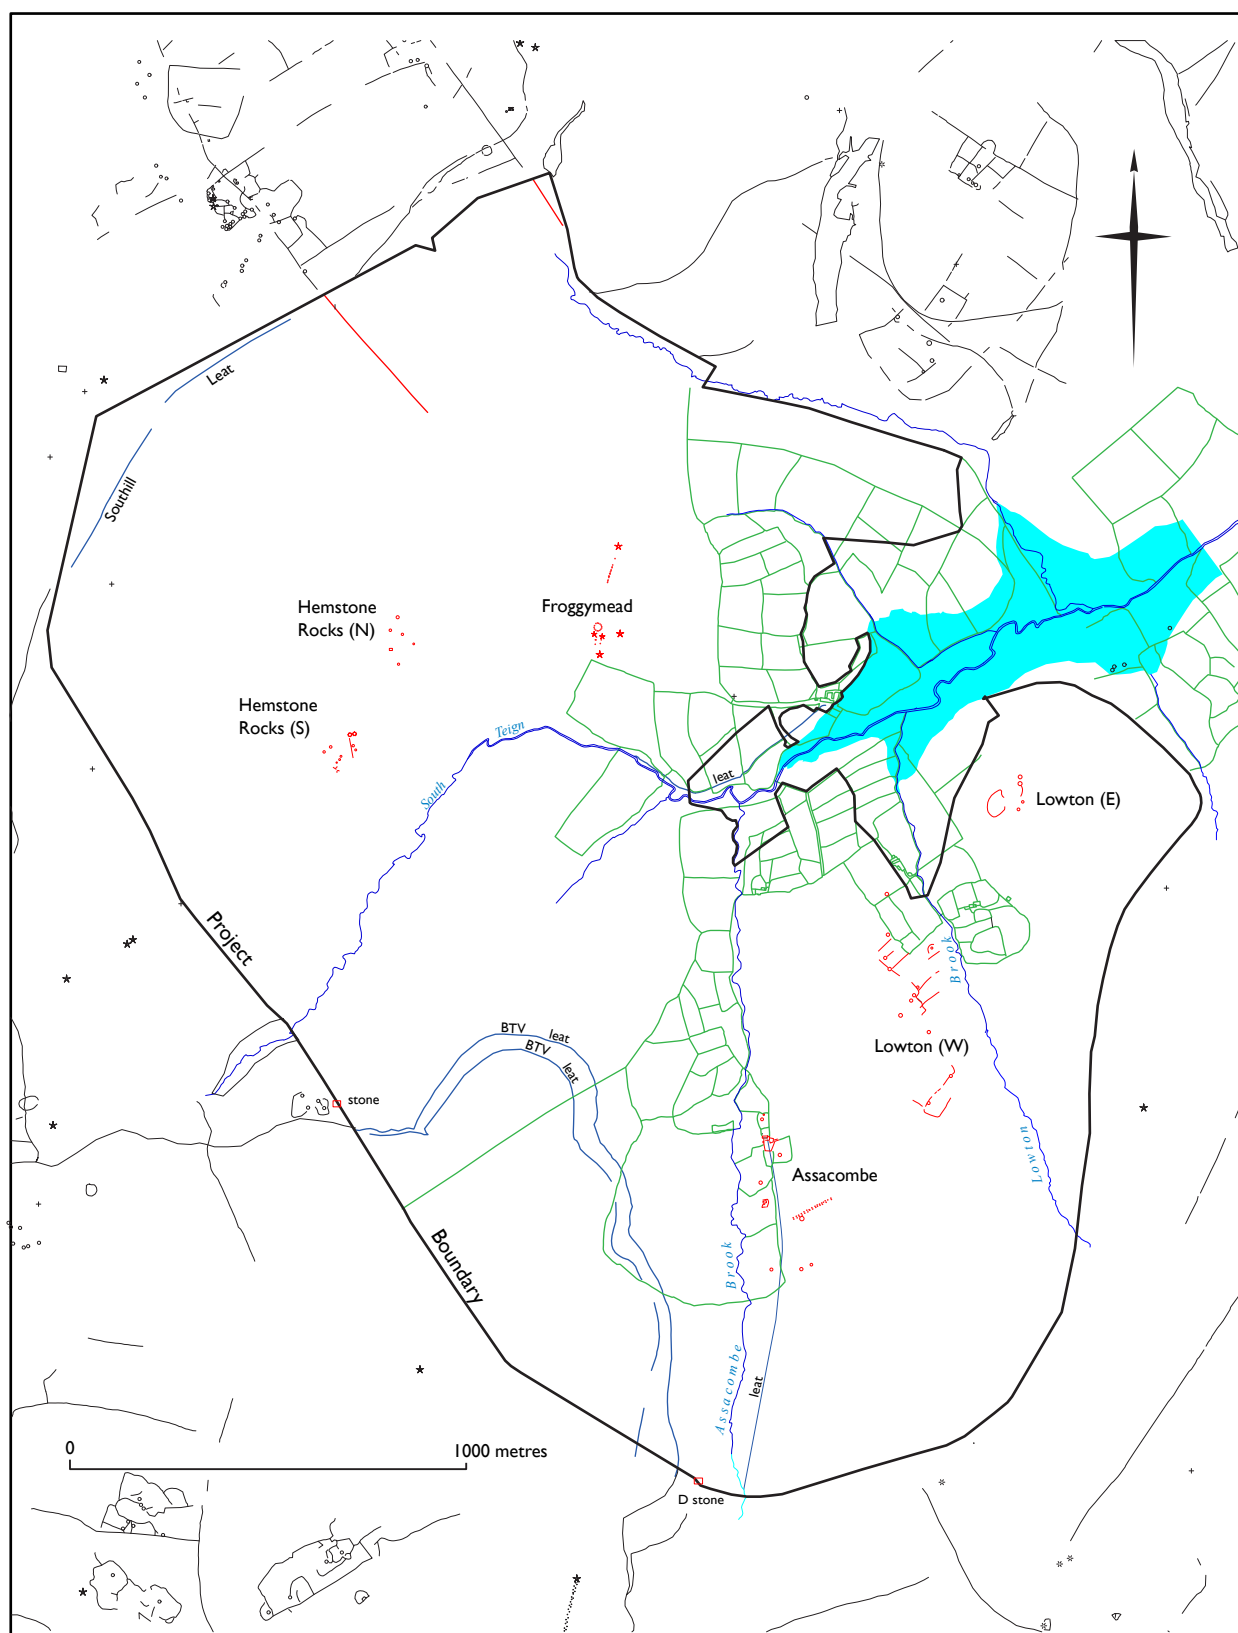 Leat
Southill
Hemstone
Rocks (N)
Froggymead
Hemstone
Rocks (S)
Teign
South
leat
Lowton (E)
Project
Brook
BTV
leat
BTV
leat
Lowton (W)
stone
Lowton
Assacombe
Boundary
Brook
Assacombe
leat
0
1000 metres
D stone